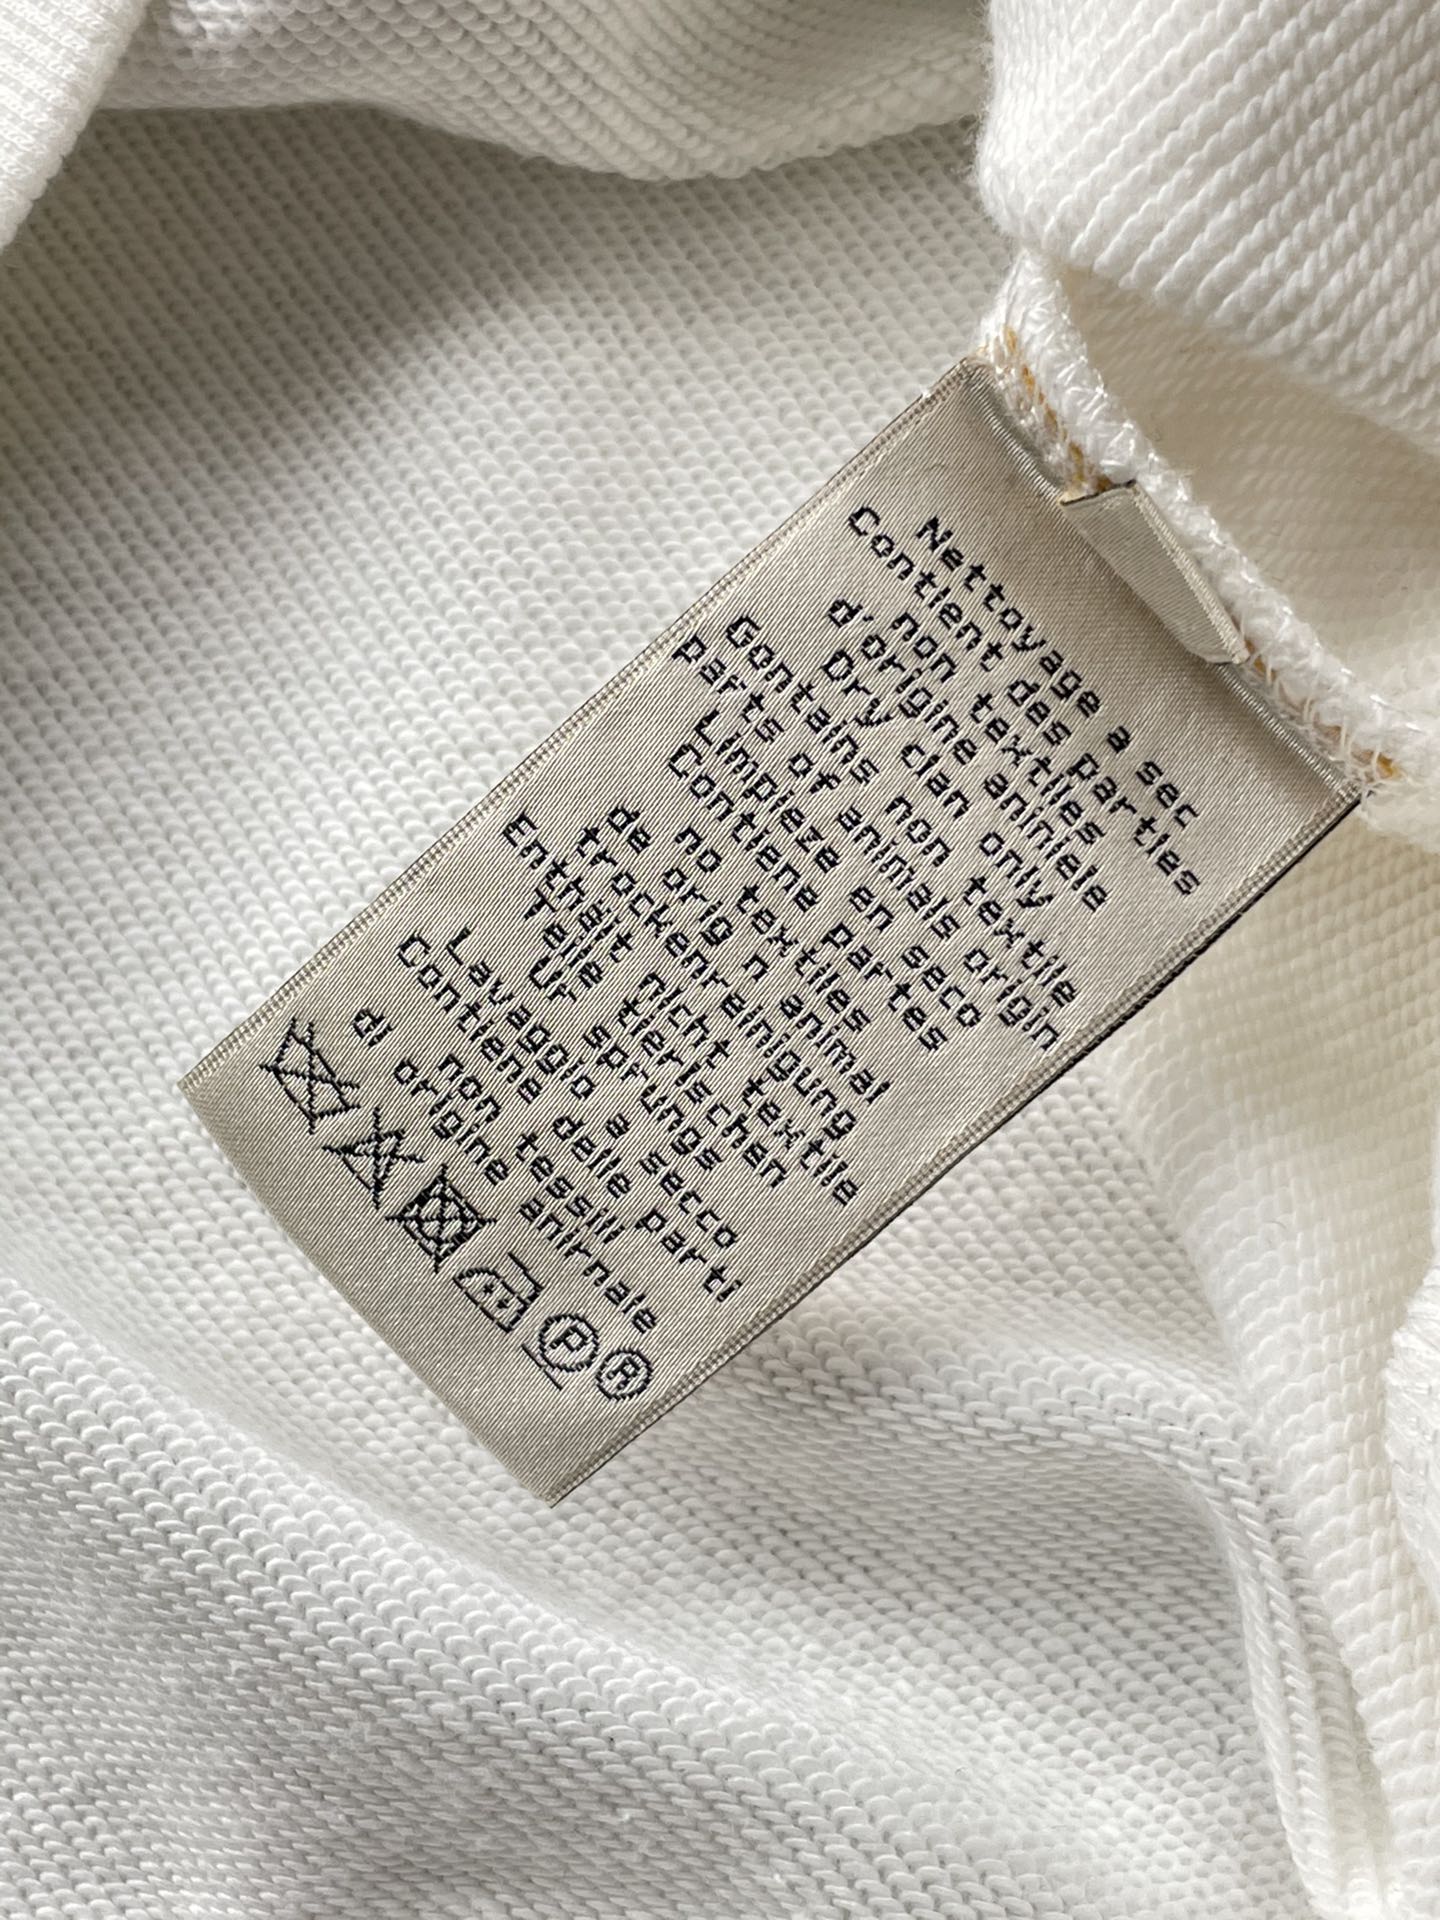 Nettoyage a sec
Contient des parties
non textiles
d'origine aniniele
Dry clan only
Gontains non textile
parts of animals origin
Limpieze en seco
Contiene partes
no textiles
de orig n animal
trockenreinigung
Enthält nicht textile
Teile tierischen
Ur sprungs
Lavaggio a secco
Contiene dalle parti
non tessili
di origine anirnale
P R